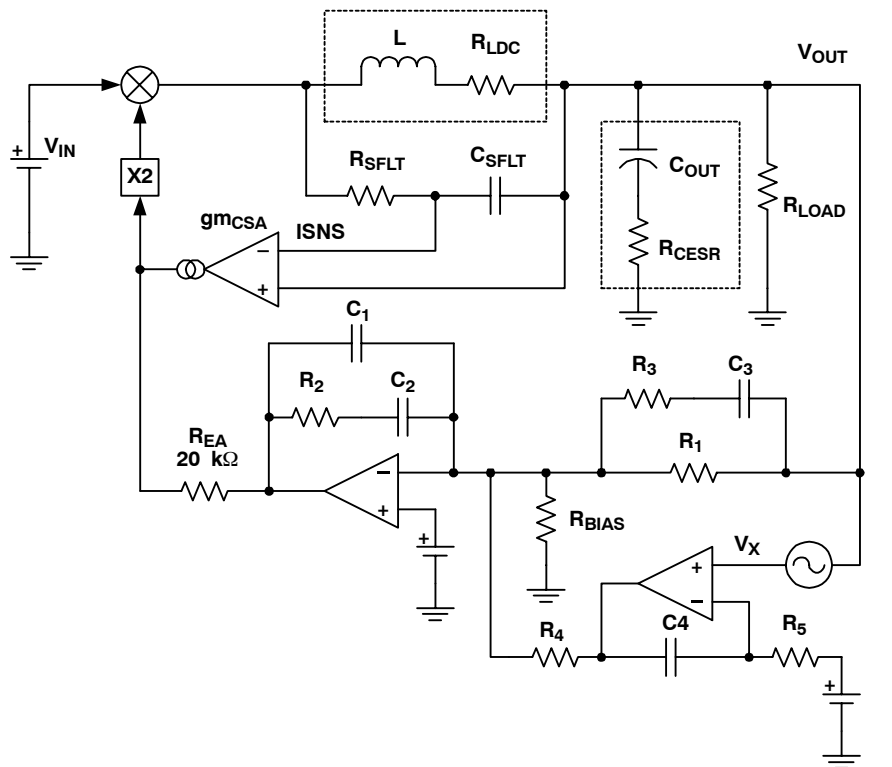 L
R_LDC
V_OUT
+
V_IN
X2
R_SFLT
C_SFLT
C_OUT
R_LOAD
gm_CSA
ISNS
−
+
R_CESR
C_1
R_2
C_2
R_3
C_3
R_1
R_EA
20 kΩ
−
+
+
R_BIAS
V_X
+
−
R_4
C4
R_5
+